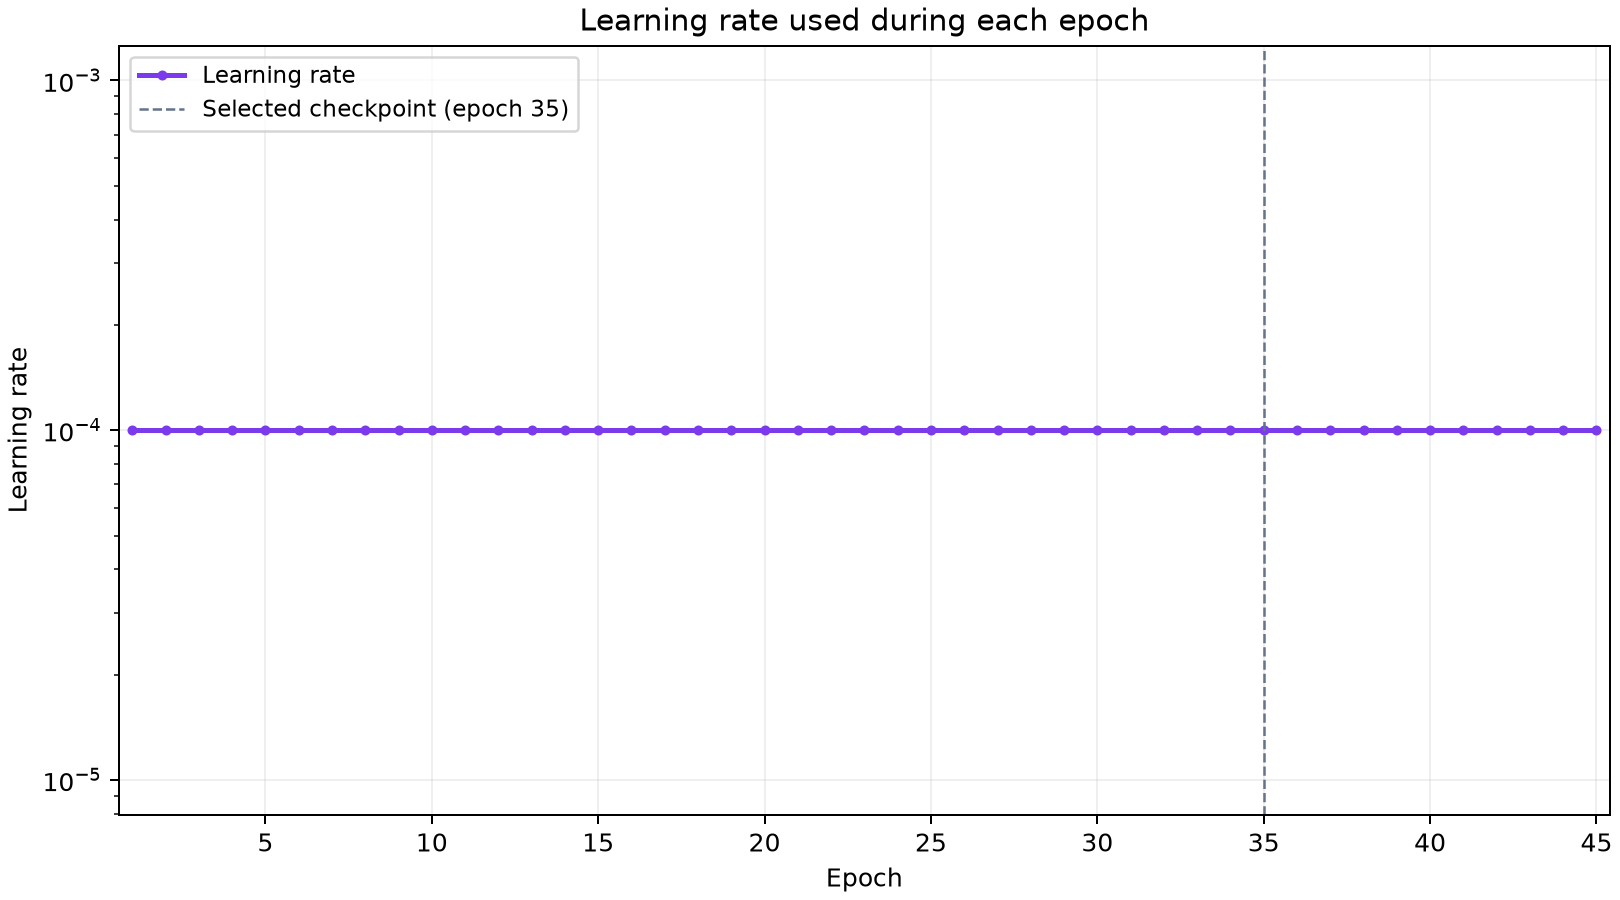 Learning rate used during each epoch
Learning rate
Selected checkpoint (epoch 35)
10⁻³
10⁻⁴
10⁻⁵
Learning rate
5 10 15 20 25 30 35 40 45
Epoch